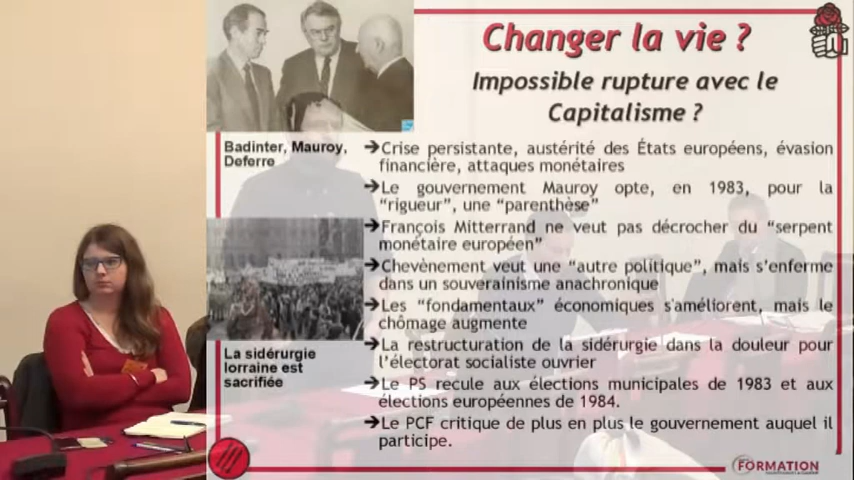 Changer la vie ?
Impossible rupture avec le
Capitalisme ?
Badinter, Mauroy,
Deferre
➔Crise persistante, austérité des États européens, évasion
financière, attaques monétaires
➔Le gouvernement Mauroy opte, en 1983, pour la
“rigueur”, une “parenthèse”
➔François Mitterrand ne veut pas décrocher du “serpent
monétaire européen”
➔Chevènement veut une “autre politique”, mais s’enferme
dans un souverainisme anachronique
➔Les “fondamentaux” économiques s'améliorent, mais le
chômage augmente
La sidérurgie
lorraine est
sacrifiée
➔La restructuration de la sidérurgie dans la douleur pour
l’électorat socialiste ouvrier
➔Le PS recule aux élections municipales de 1983 et aux
élections européennes de 1984.
➔Le PCF critique de plus en plus le gouvernement auquel il
participe.
FORMATION